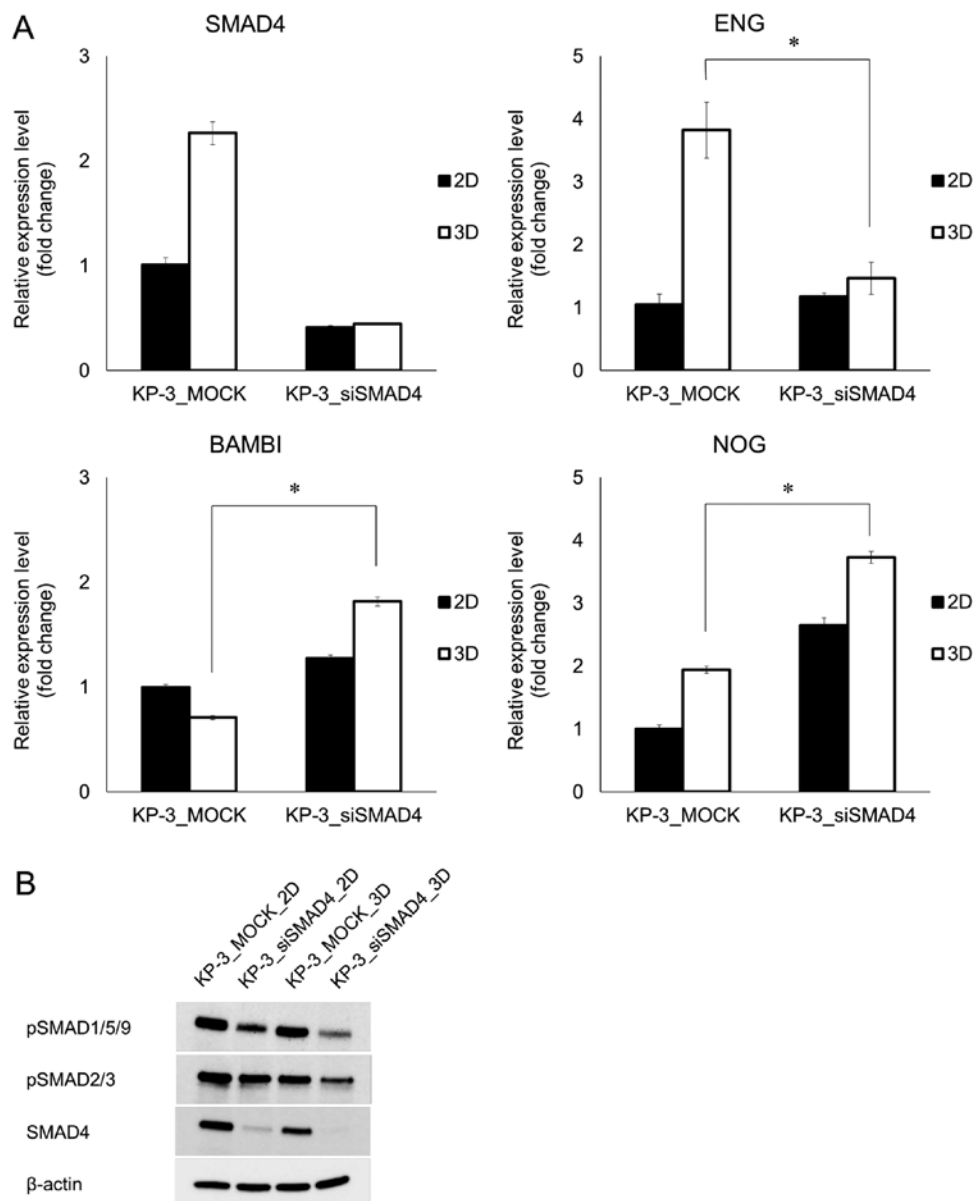 A
SMAD4
Relative expression level
(fold change)
3
2
1
0
KP-3_MOCK
KP-3_siSMAD4
2D
3D
ENG
Relative expression level
(fold change)
5
4
3
2
1
0
*
KP-3_MOCK
KP-3_siSMAD4
2D
3D
BAMBI
Relative expression level
(fold change)
3
2
1
0
*
KP-3_MOCK
KP-3_siSMAD4
2D
3D
NOG
Relative expression level
(fold change)
5
4
3
2
1
0
*
KP-3_MOCK
KP-3_siSMAD4
2D
3D
B
KP-3_MOCK_2D
KP-3_siSMAD4_2D
KP-3_MOCK_3D
KP-3_siSMAD4_3D
pSMAD1/5/9
pSMAD2/3
SMAD4
β-actin